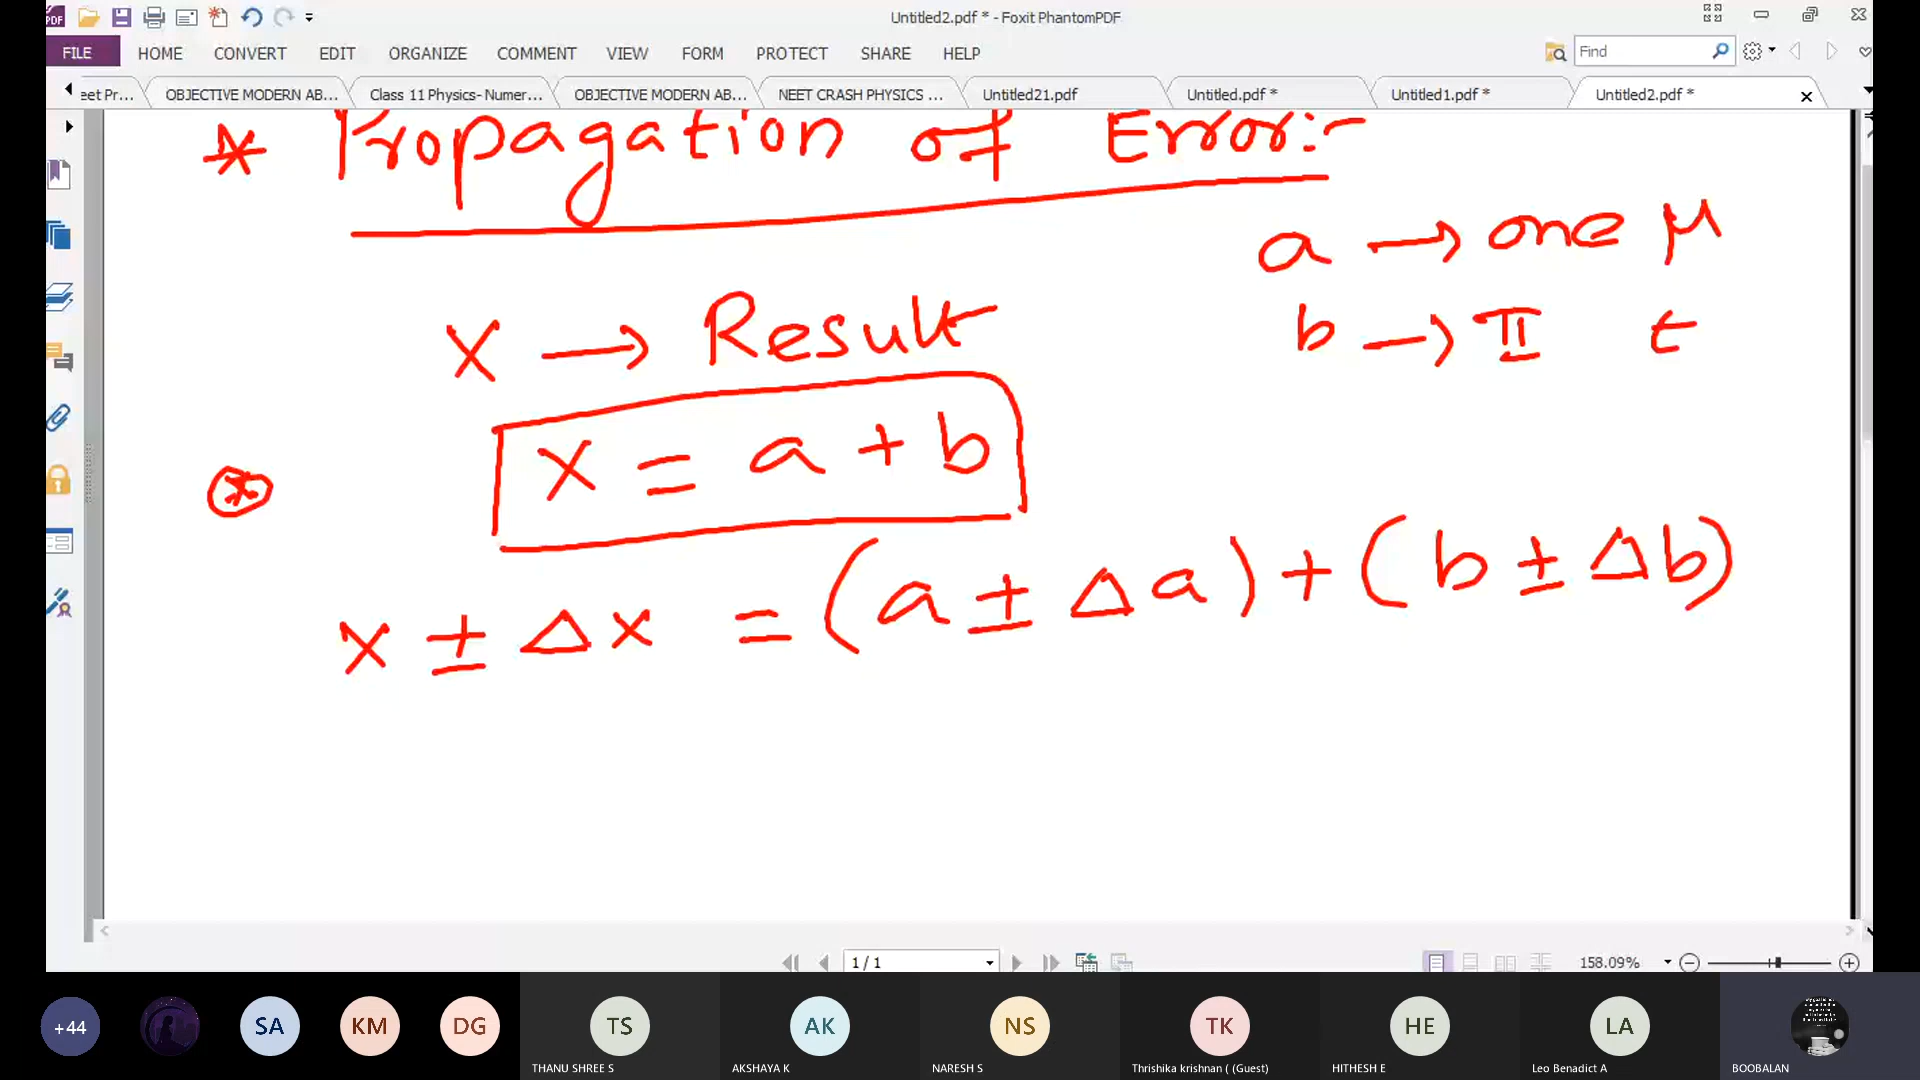 Untitled2.pdf * - Foxit PhantomPDF
FILE HOME CONVERT EDIT ORGANIZE COMMENT VIEW FORM PROTECT SHARE HELP
Find
eet Pr... OBJECTIVE MODERN AB... Class 11 Physics- Numer... OBJECTIVE MODERN AB... NEET CRASH PHYSICS ... Untitled21.pdf Untitled.pdf * Untitled1.pdf * Untitled2.pdf *
* Propagation of Error:-
a → one M
b → II t
x → Result
x = a + b
x ± Δx = (a ± Δa) + (b ± Δb)
1 / 1
158.09%
+44 SA KM DG TS AK NS TK HE LA
THANU SHREE S AKSHAYA K NARESH S Thrishika krishnan ( (Guest) HITHESH E Leo Benadict A BOOBALAN